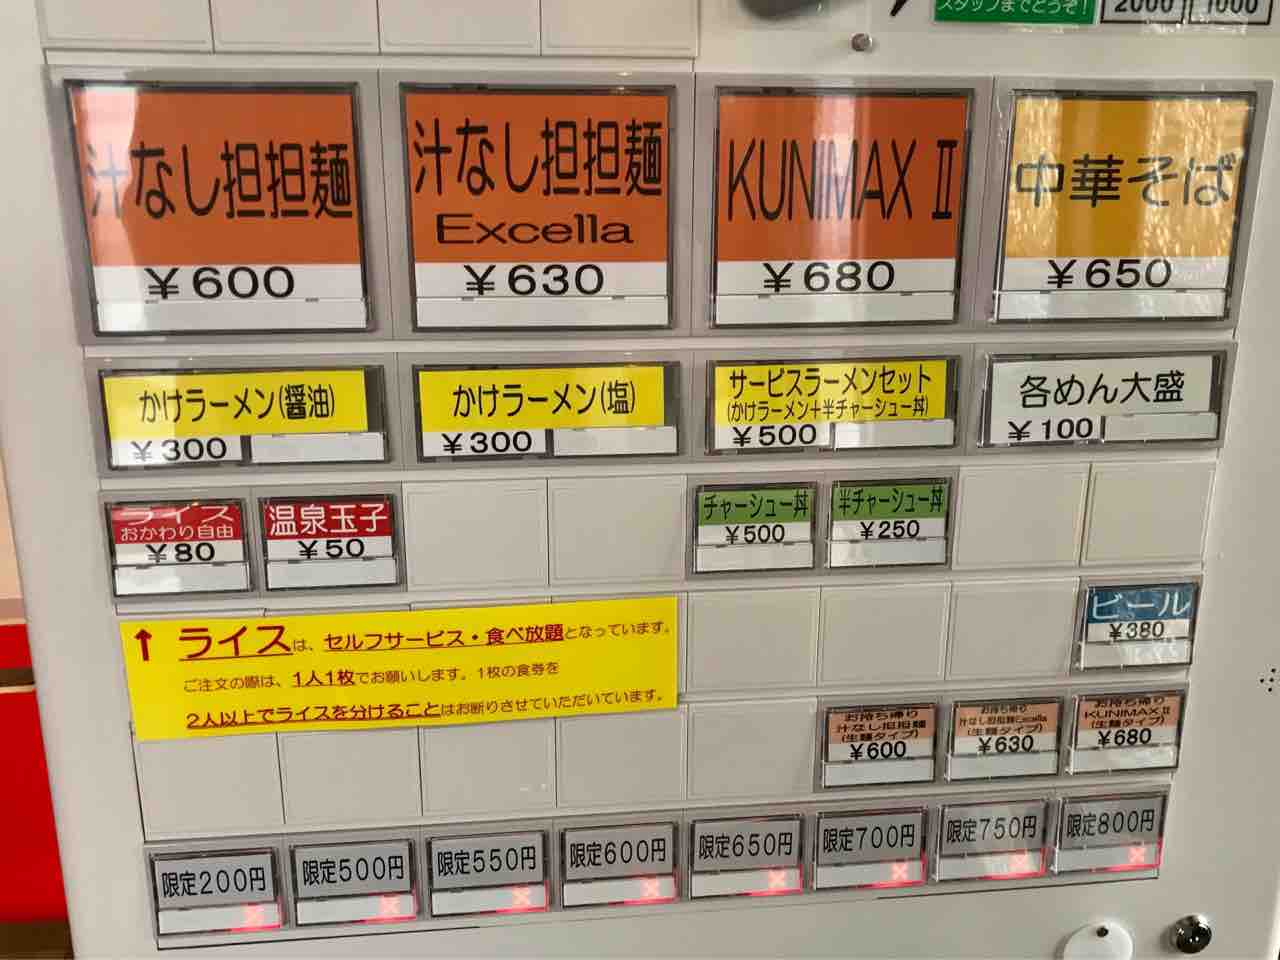 スタッフまでどうぞ!
2000
1000
汁なし担担麺
¥600
汁なし担担麺
Excella
¥630
KUNIMAX Ⅱ
¥680
中華そば
¥650
かけラーメン(醤油)
¥300
かけラーメン(塩)
¥300
サービスラーメンセット
(かけラーメン+半チャーシュー丼)
¥500
各めん大盛
¥100
ライス
おかわり自由
¥80
温泉玉子
¥50
チャーシュー丼
¥500
半チャーシュー丼
¥250
ビール
¥380
↑ ライスは、セルフサービス・食べ放題となっています。
ご注文の際は、1人1枚でお願いします。1枚の食券を
2人以上でライスを分けることはお断りさせていただいています。
お持ち帰り
汁なし担担麺
(生麺タイプ)
¥600
お持ち帰り
汁なし担担麺Excella
(生麺タイプ)
¥630
お持ち帰り
KUNIMAXⅡ
(生麺タイプ)
¥680
限定200円
限定500円
限定550円
限定600円
限定650円
限定700円
限定750円
限定800円